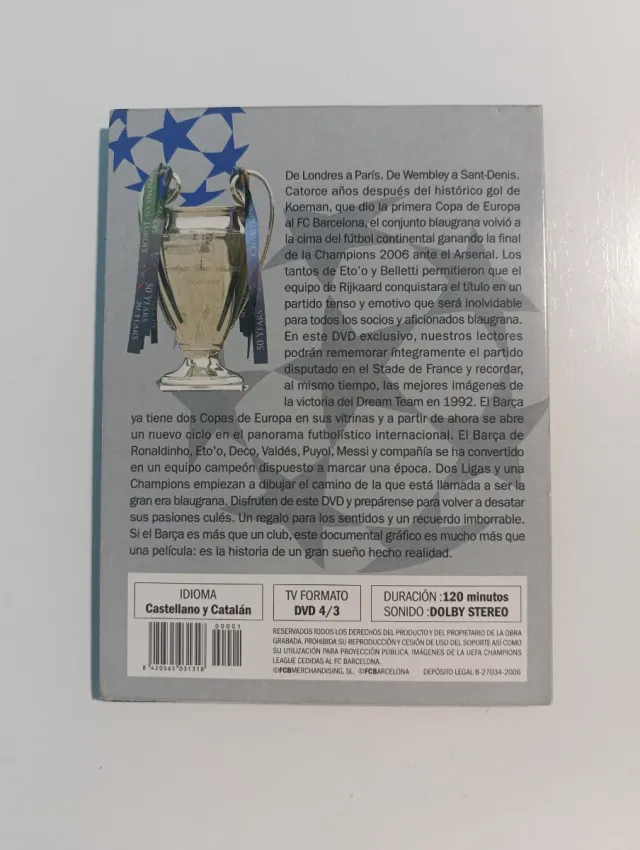 De Londres a París. De Wembley a Sant-Denis.
Catorce años después del histórico gol de
Koeman, que dio la primera Copa de Europa
al FC Barcelona, el conjunto blaugrana volvió a
la cima del fútbol continental ganando la final
de la Champions 2006 ante el Arsenal. Los
tantos de Eto'o y Belletti permitieron que el
equipo de Rijkaard conquistara el título en un
partido tenso y emotivo que será inolvidable
para todos los socios y aficionados blaugrana.
En este DVD exclusivo, nuestros lectores
podrán rememorar íntegramente el partido
disputado en el Stade de France y recordar,
al mismo tiempo, las mejores imágenes de
la victoria del Dream Team en 1992. El Barça
ya tiene dos Copas de Europa en sus vitrinas y a partir de ahora se abre
un nuevo ciclo en el panorama futbolístico internacional. El Barça de
Ronaldinho, Eto'o, Deco, Valdés, Puyol, Messi y compañía se ha convertido
en un equipo campeón dispuesto a marcar una época. Dos Ligas y una
Champions empiezan a dibujar el camino de la que está llamada a ser la
gran era blaugrana. Disfruten de este DVD y prepárense para volver a desatar
sus pasiones culés. Un regalo para los sentidos y un recuerdo imborrable.
Si el Barça es más que un club, este documental gráfico es mucho más que
una película: es la historia de un gran sueño hecho realidad.
50 YEARS
50 YEARS
50 YEARS
IDIOMA
Castellano y Catalán
TV FORMATO
DVD 4/3
DURACIÓN :120 minutos
SONIDO :DOLBY STEREO
00001
8 420565 031318
RESERVADOS TODOS LOS DERECHOS DEL PRODUCTO Y DEL PROPIETARIO DE LA OBRA
GRABADA. PROHIBIDA SU REPRODUCCIÓN Y CESIÓN DE USO DEL SOPORTE ASÍ COMO
SU UTILIZACIÓN PARA PROYECCIÓN PÚBLICA. IMÁGENES DE LA UEFA CHAMPIONS
LEAGUE CEDIDAS AL FC BARCELONA.
©FCBMERCHANDISING, SL. ©FCBARCELONA DEPÓSITO LEGAL B-27034-2006